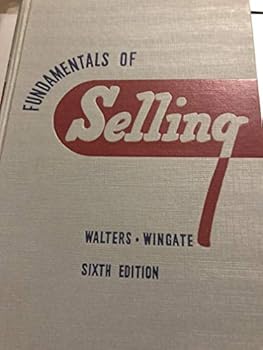 FUNDAMENTALS OF
Selling
WALTERS · WINGATE
SIXTH EDITION